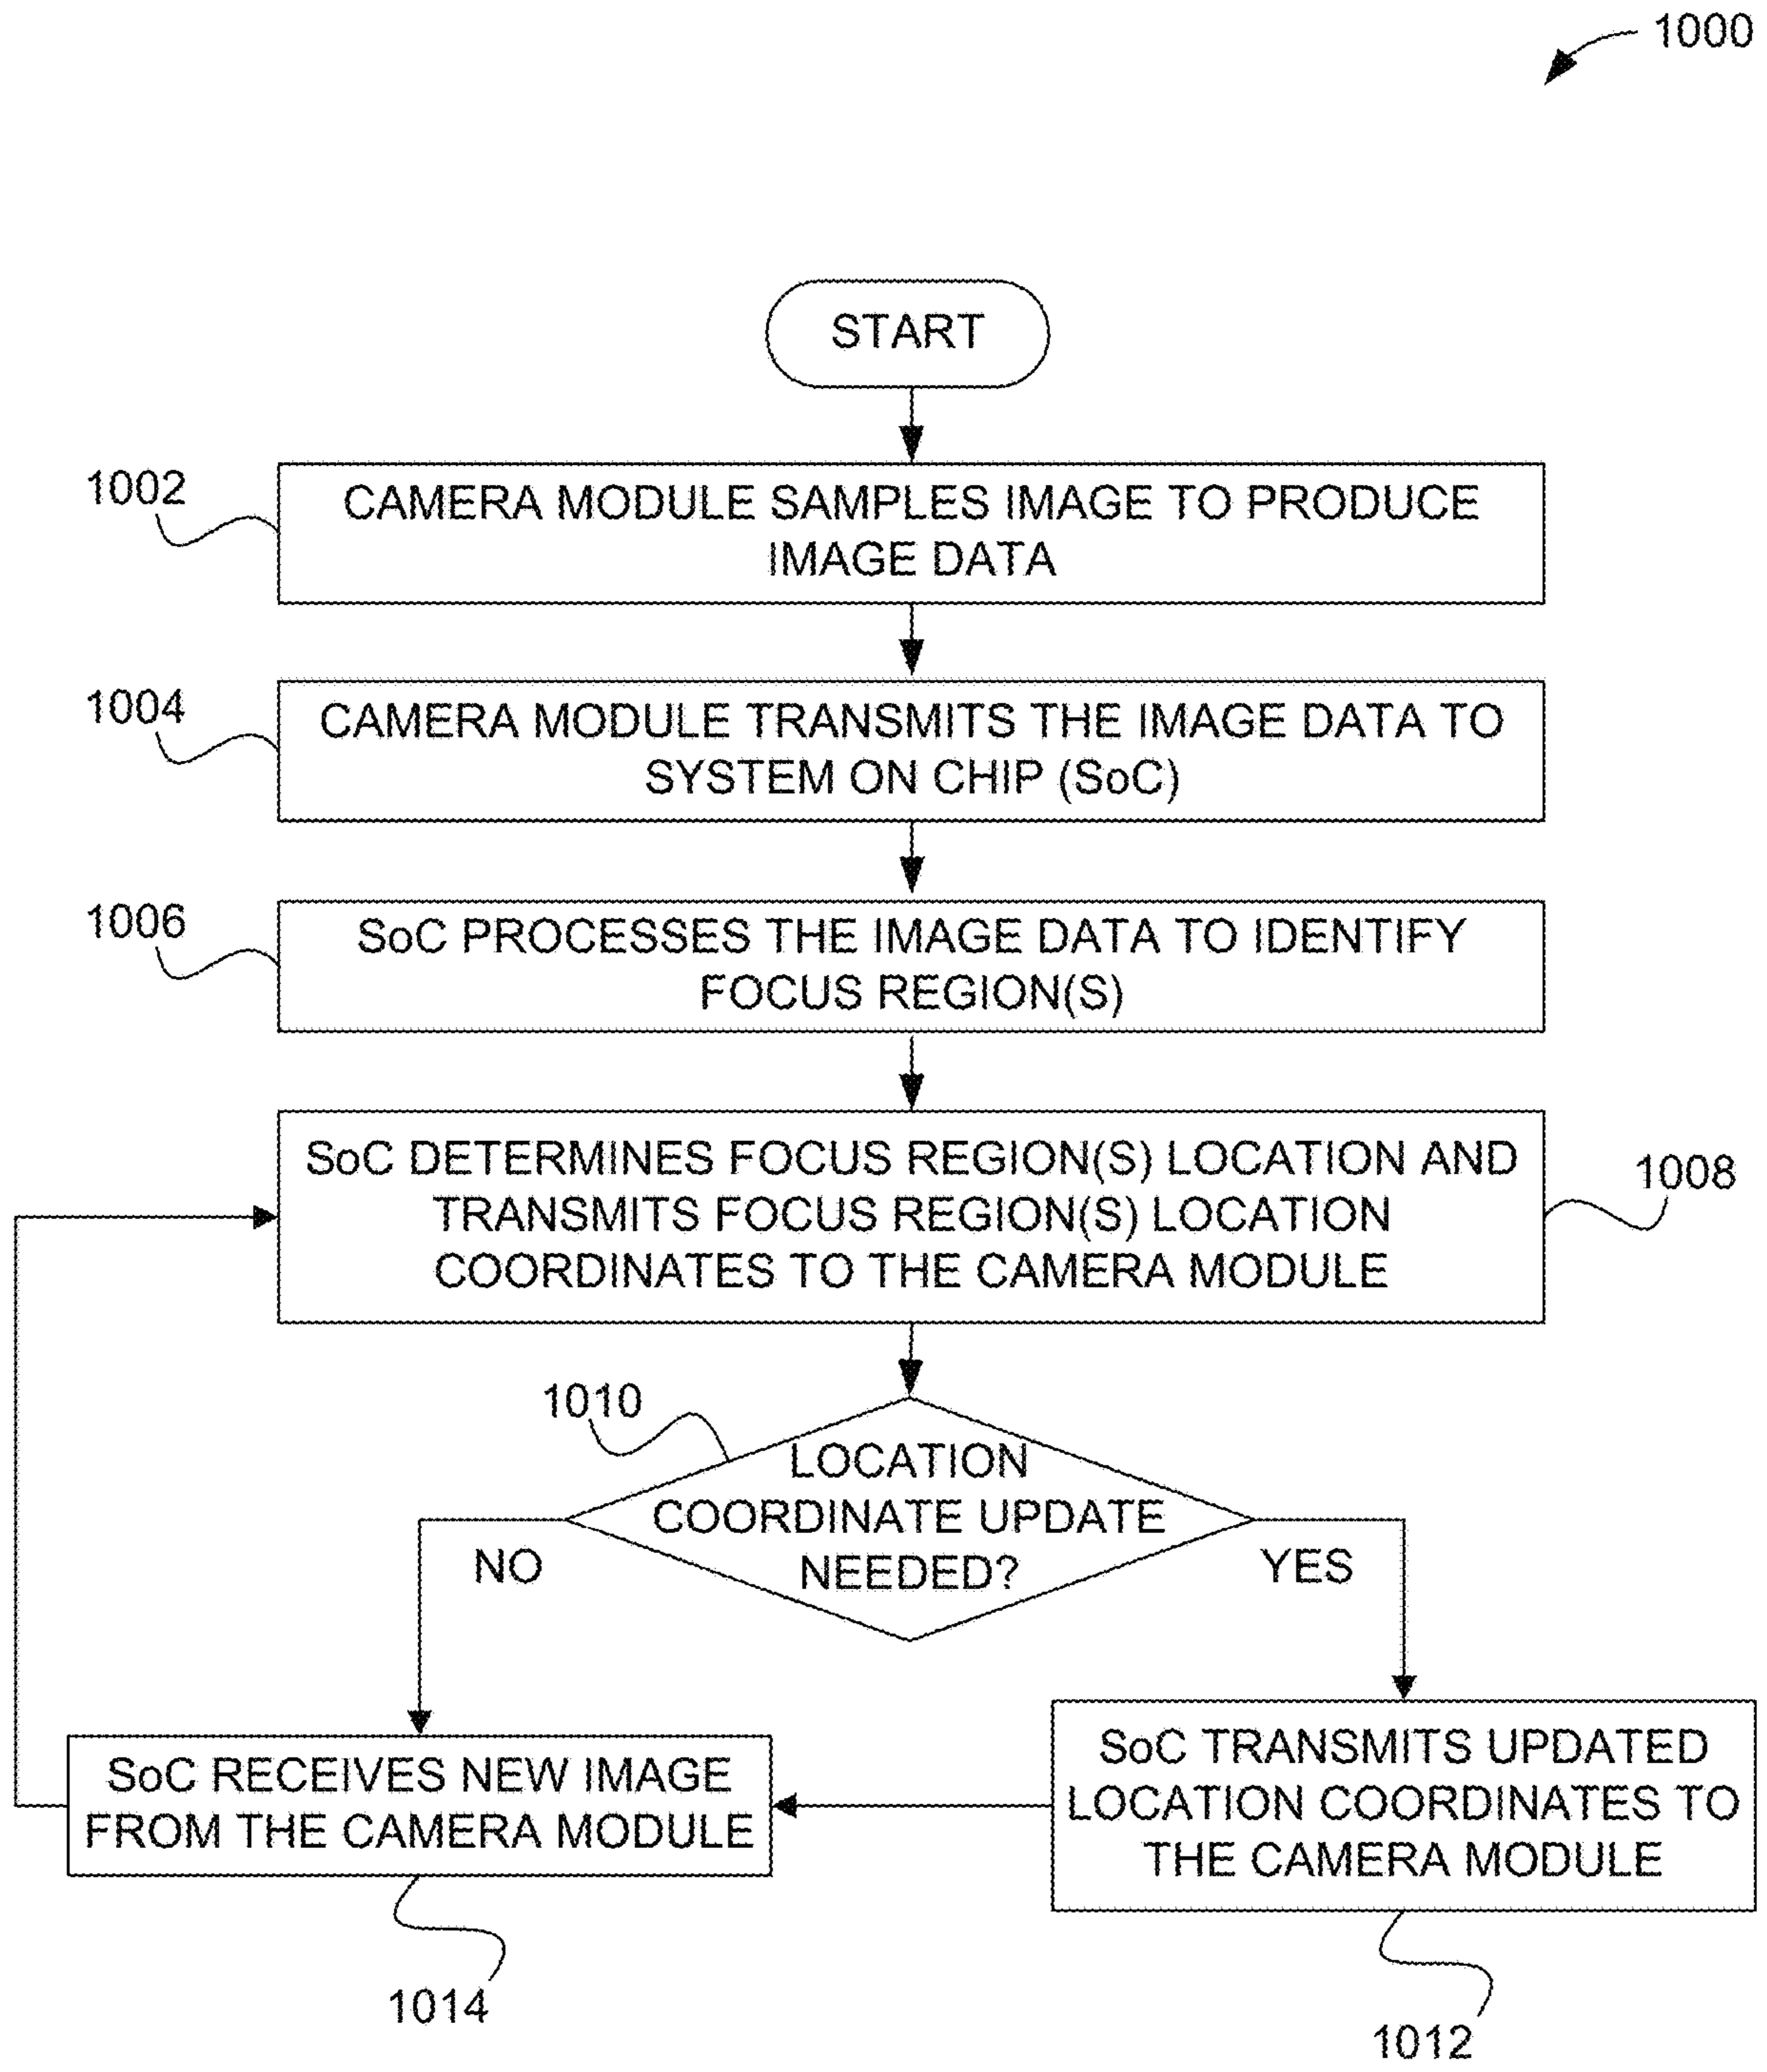 1000
START
1002
CAMERA MODULE SAMPLES IMAGE TO PRODUCE
IMAGE DATA
1004
CAMERA MODULE TRANSMITS THE IMAGE DATA TO
SYSTEM ON CHIP (SoC)
1006
SoC PROCESSES THE IMAGE DATA TO IDENTIFY
FOCUS REGION(S)
SoC DETERMINES FOCUS REGION(S) LOCATION AND
TRANSMITS FOCUS REGION(S) LOCATION
COORDINATES TO THE CAMERA MODULE
1008
1010
LOCATION
COORDINATE UPDATE
NEEDED?
NO
YES
SoC RECEIVES NEW IMAGE
FROM THE CAMERA MODULE
SoC TRANSMITS UPDATED
LOCATION COORDINATES TO
THE CAMERA MODULE
1014
1012